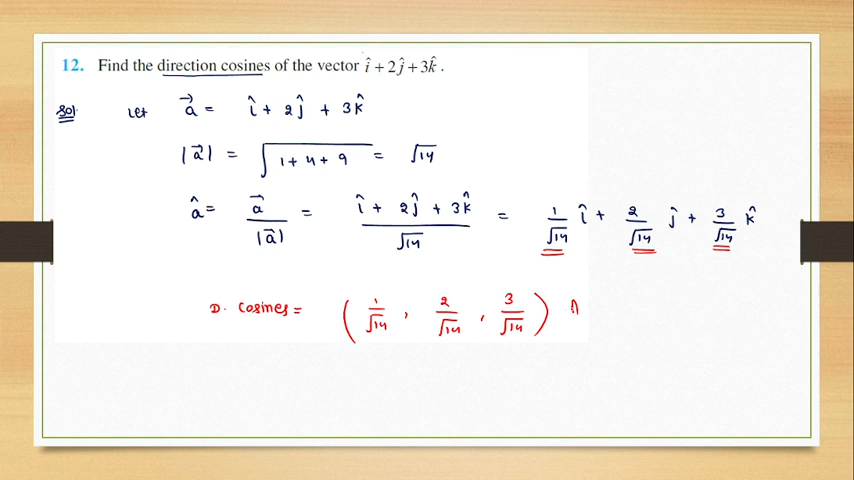 12. Find the direction cosines of the vector î + 2ĵ + 3k̂ .
Sol Let a⃗ = î + 2ĵ + 3k̂
|a⃗| = √1 + 4 + 9 = √14
â = a⃗/|a⃗| = î + 2ĵ + 3k̂/√14 = 1/√14 î + 2/√14 ĵ + 3/√14 k̂
D. Cosines = (1/√14 , 2/√14 , 3/√14)